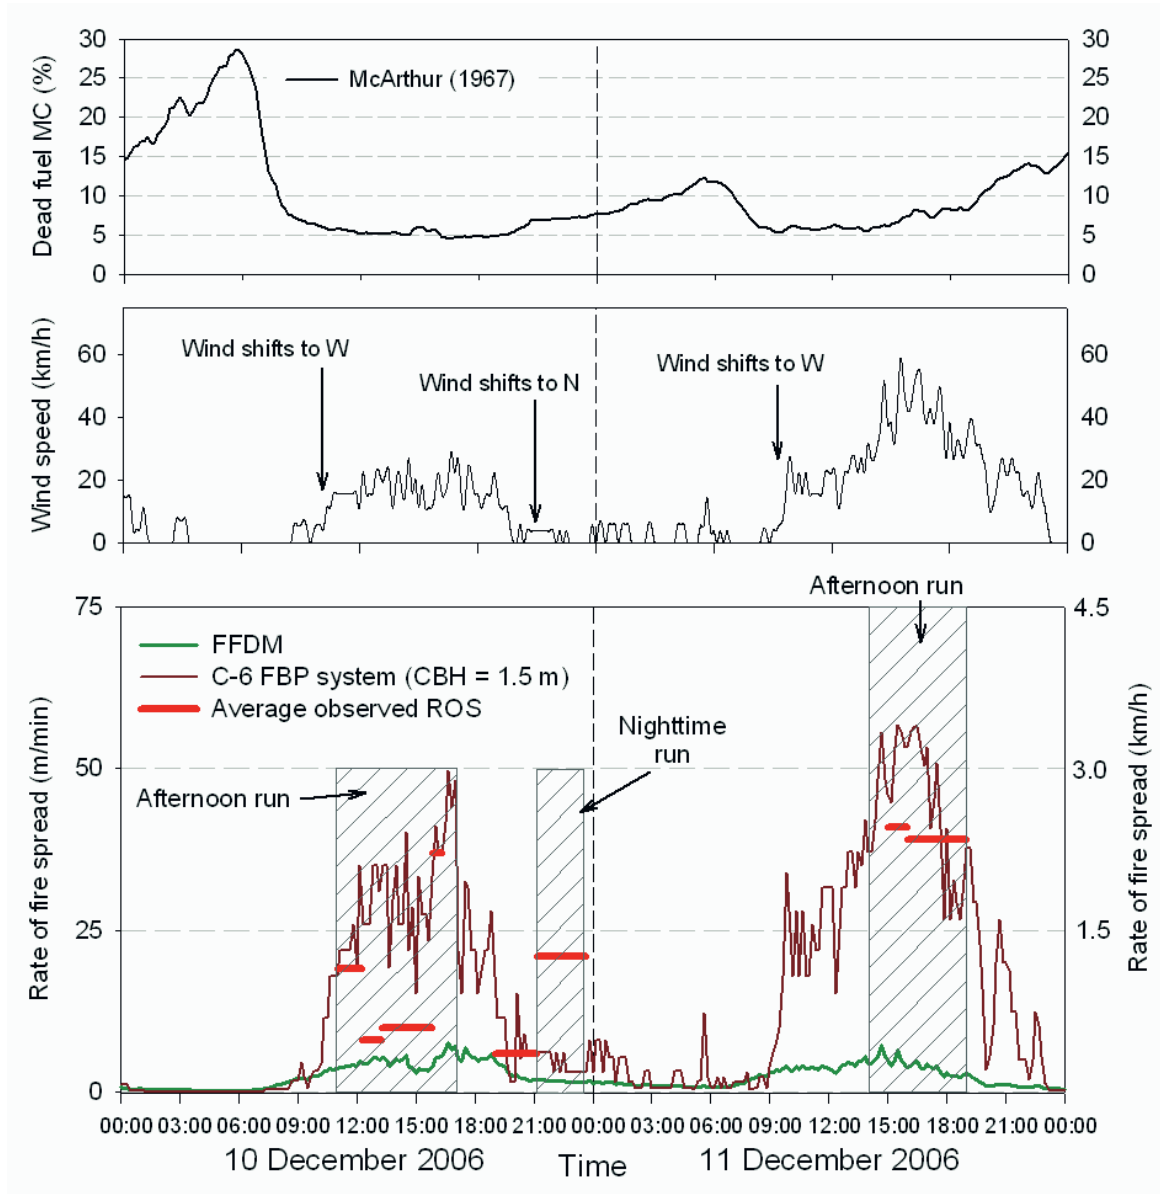 30
25
20
15
10
5
0
Dead fuel MC (%)
McArthur (1967)
30
25
20
15
10
5
0
60
40
20
0
Wind speed (km/h)
Wind shifts to W
Wind shifts to N
Wind shifts to W
60
40
20
0
Afternoon run
75
50
25
0
Rate of fire spread (m/min)
FFDM
C-6 FBP system (CBH = 1.5 m)
Average observed ROS
Afternoon run
Nighttime
run
4.5
3.0
1.5
0
Rate of fire spread (km/h)
00:00 03:00 06:00 09:00 12:00 15:00 18:00 21:00 00:00 03:00 06:00 09:00 12:00 15:00 18:00 21:00 00:00
10 December 2006 Time 11 December 2006